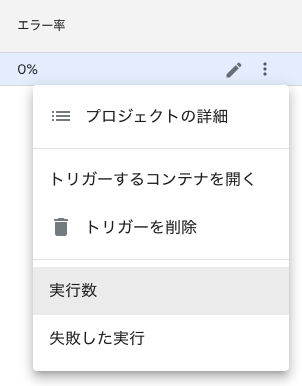 エラー率
0%
プロジェクトの詳細
トリガーするコンテナを開く
トリガーを削除
実行数
失敗した実行